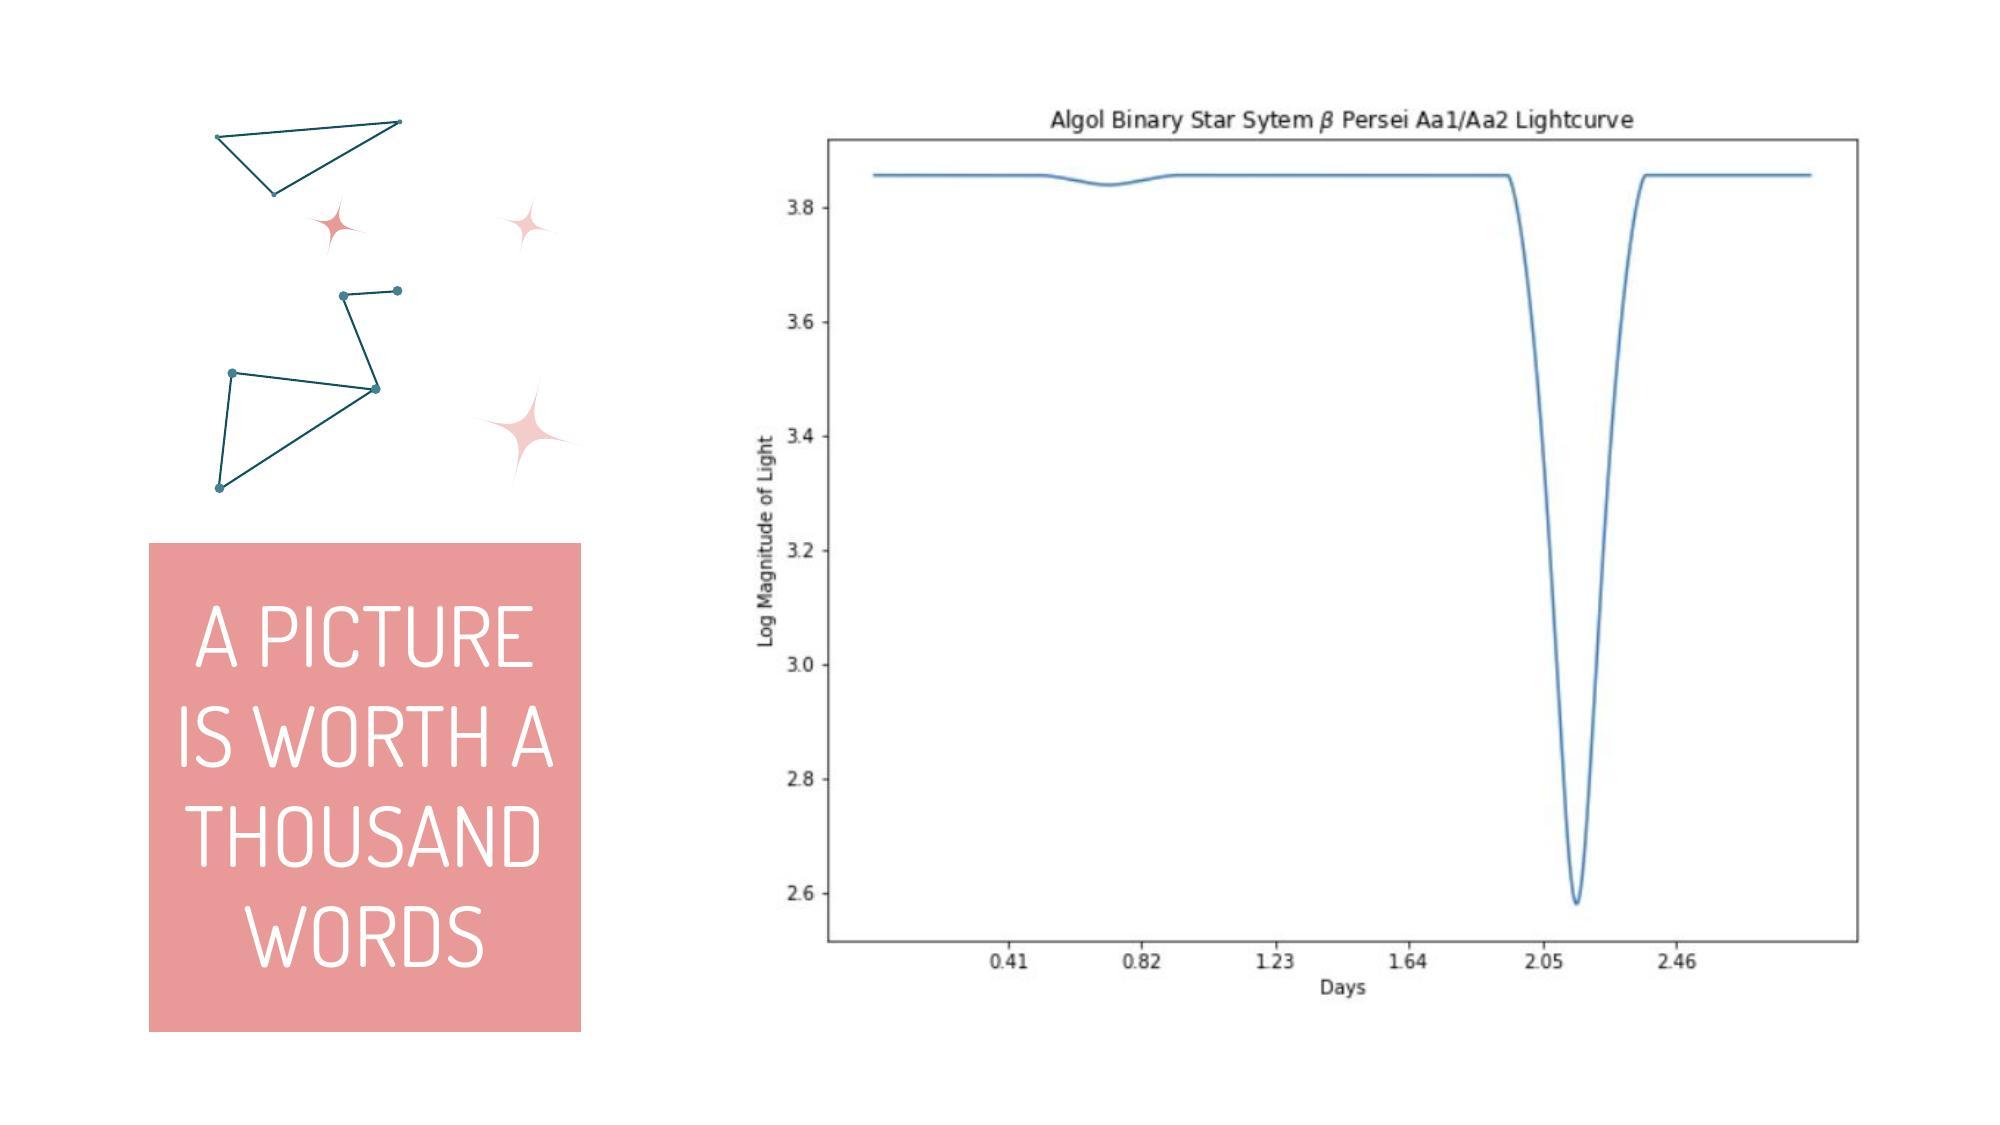 A PICTURE
IS WORTH A
THOUSAND
WORDS
Algol Binary Star Sytem β Persei Aa1/Aa2 Lightcurve
Log Magnitude of Light
3.8
3.6
3.4
3.2
3.0
2.8
2.6
0.41 0.82 1.23 1.64 2.05 2.46
Days